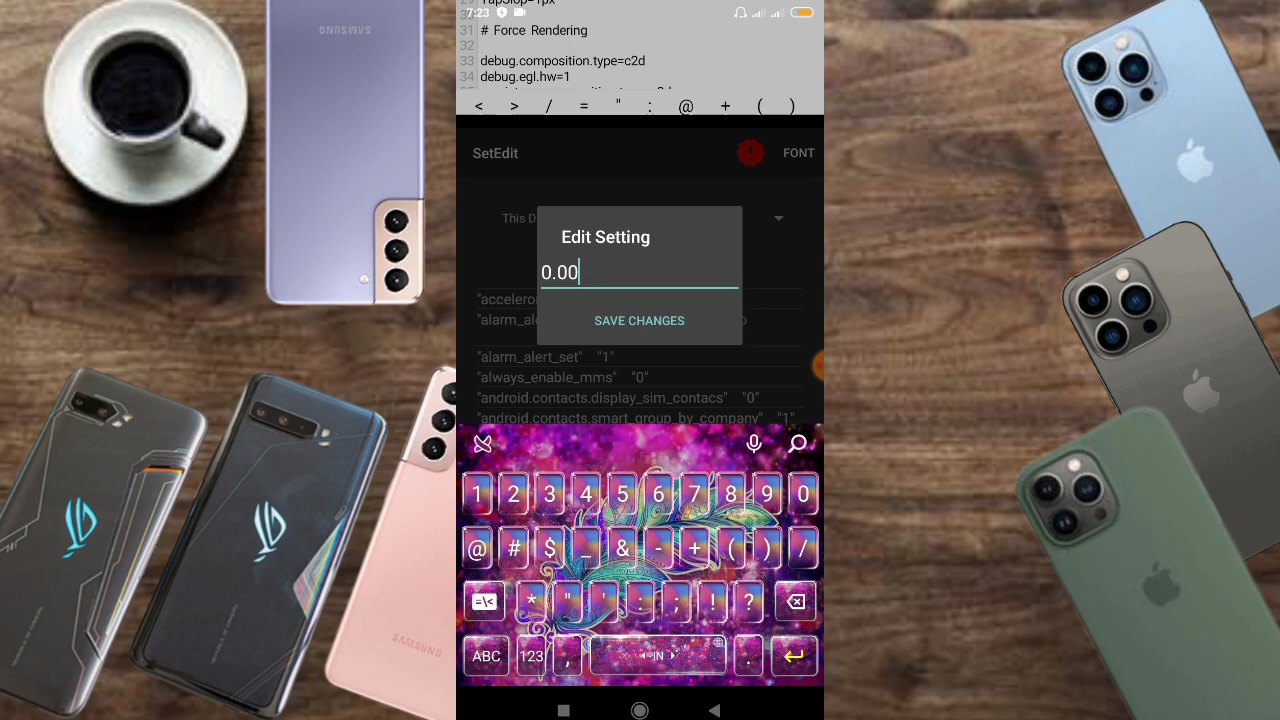 SAMSUNG
TapSlop=1px
7:23
31 # Force Rendering
32
33 debug.composition.type=c2d
34 debug.egl.hw=1
< > / = " : @ + ( )
SetEdit
FONT
This D
Edit Setting
0.00
SAVE CHANGES
"accelero
"alarm_ale
"alarm_alert_set" "1"
"always_enable_mms" "0"
"android.contacts.display_sim_contacs" "0"
"android.contacts.smart_group_by_company" "1"
1 2 3 4 5 6 7 8 9 0
@ # $ _ & - + ( ) /
=\< * " ' : ; ! ?
ABC 123 , IN .
SAMSUNG